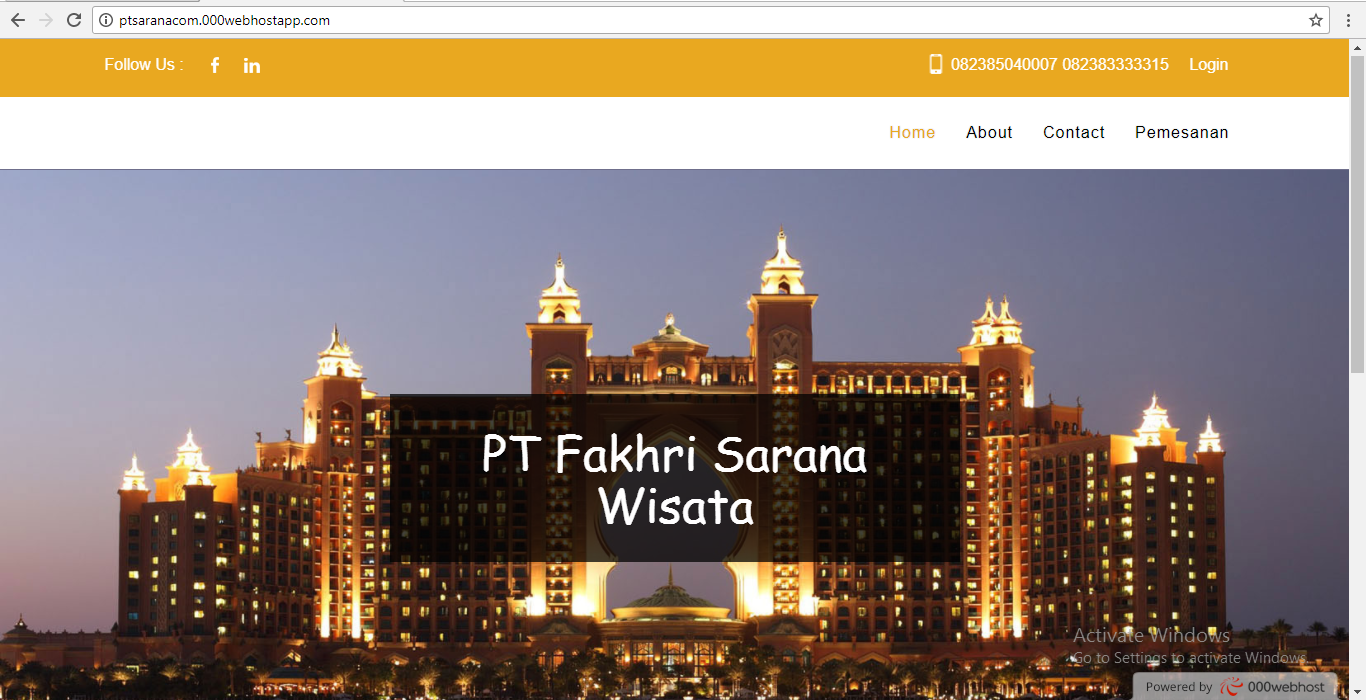 ptsaranacom.000webhostapp.com
Follow Us :
082385040007 082383333315 Login
Home About Contact Pemesanan
PT Fakhri Sarana
Wisata
Activate Windows
Go to Settings to activate Windows.
Powered by 000webhost